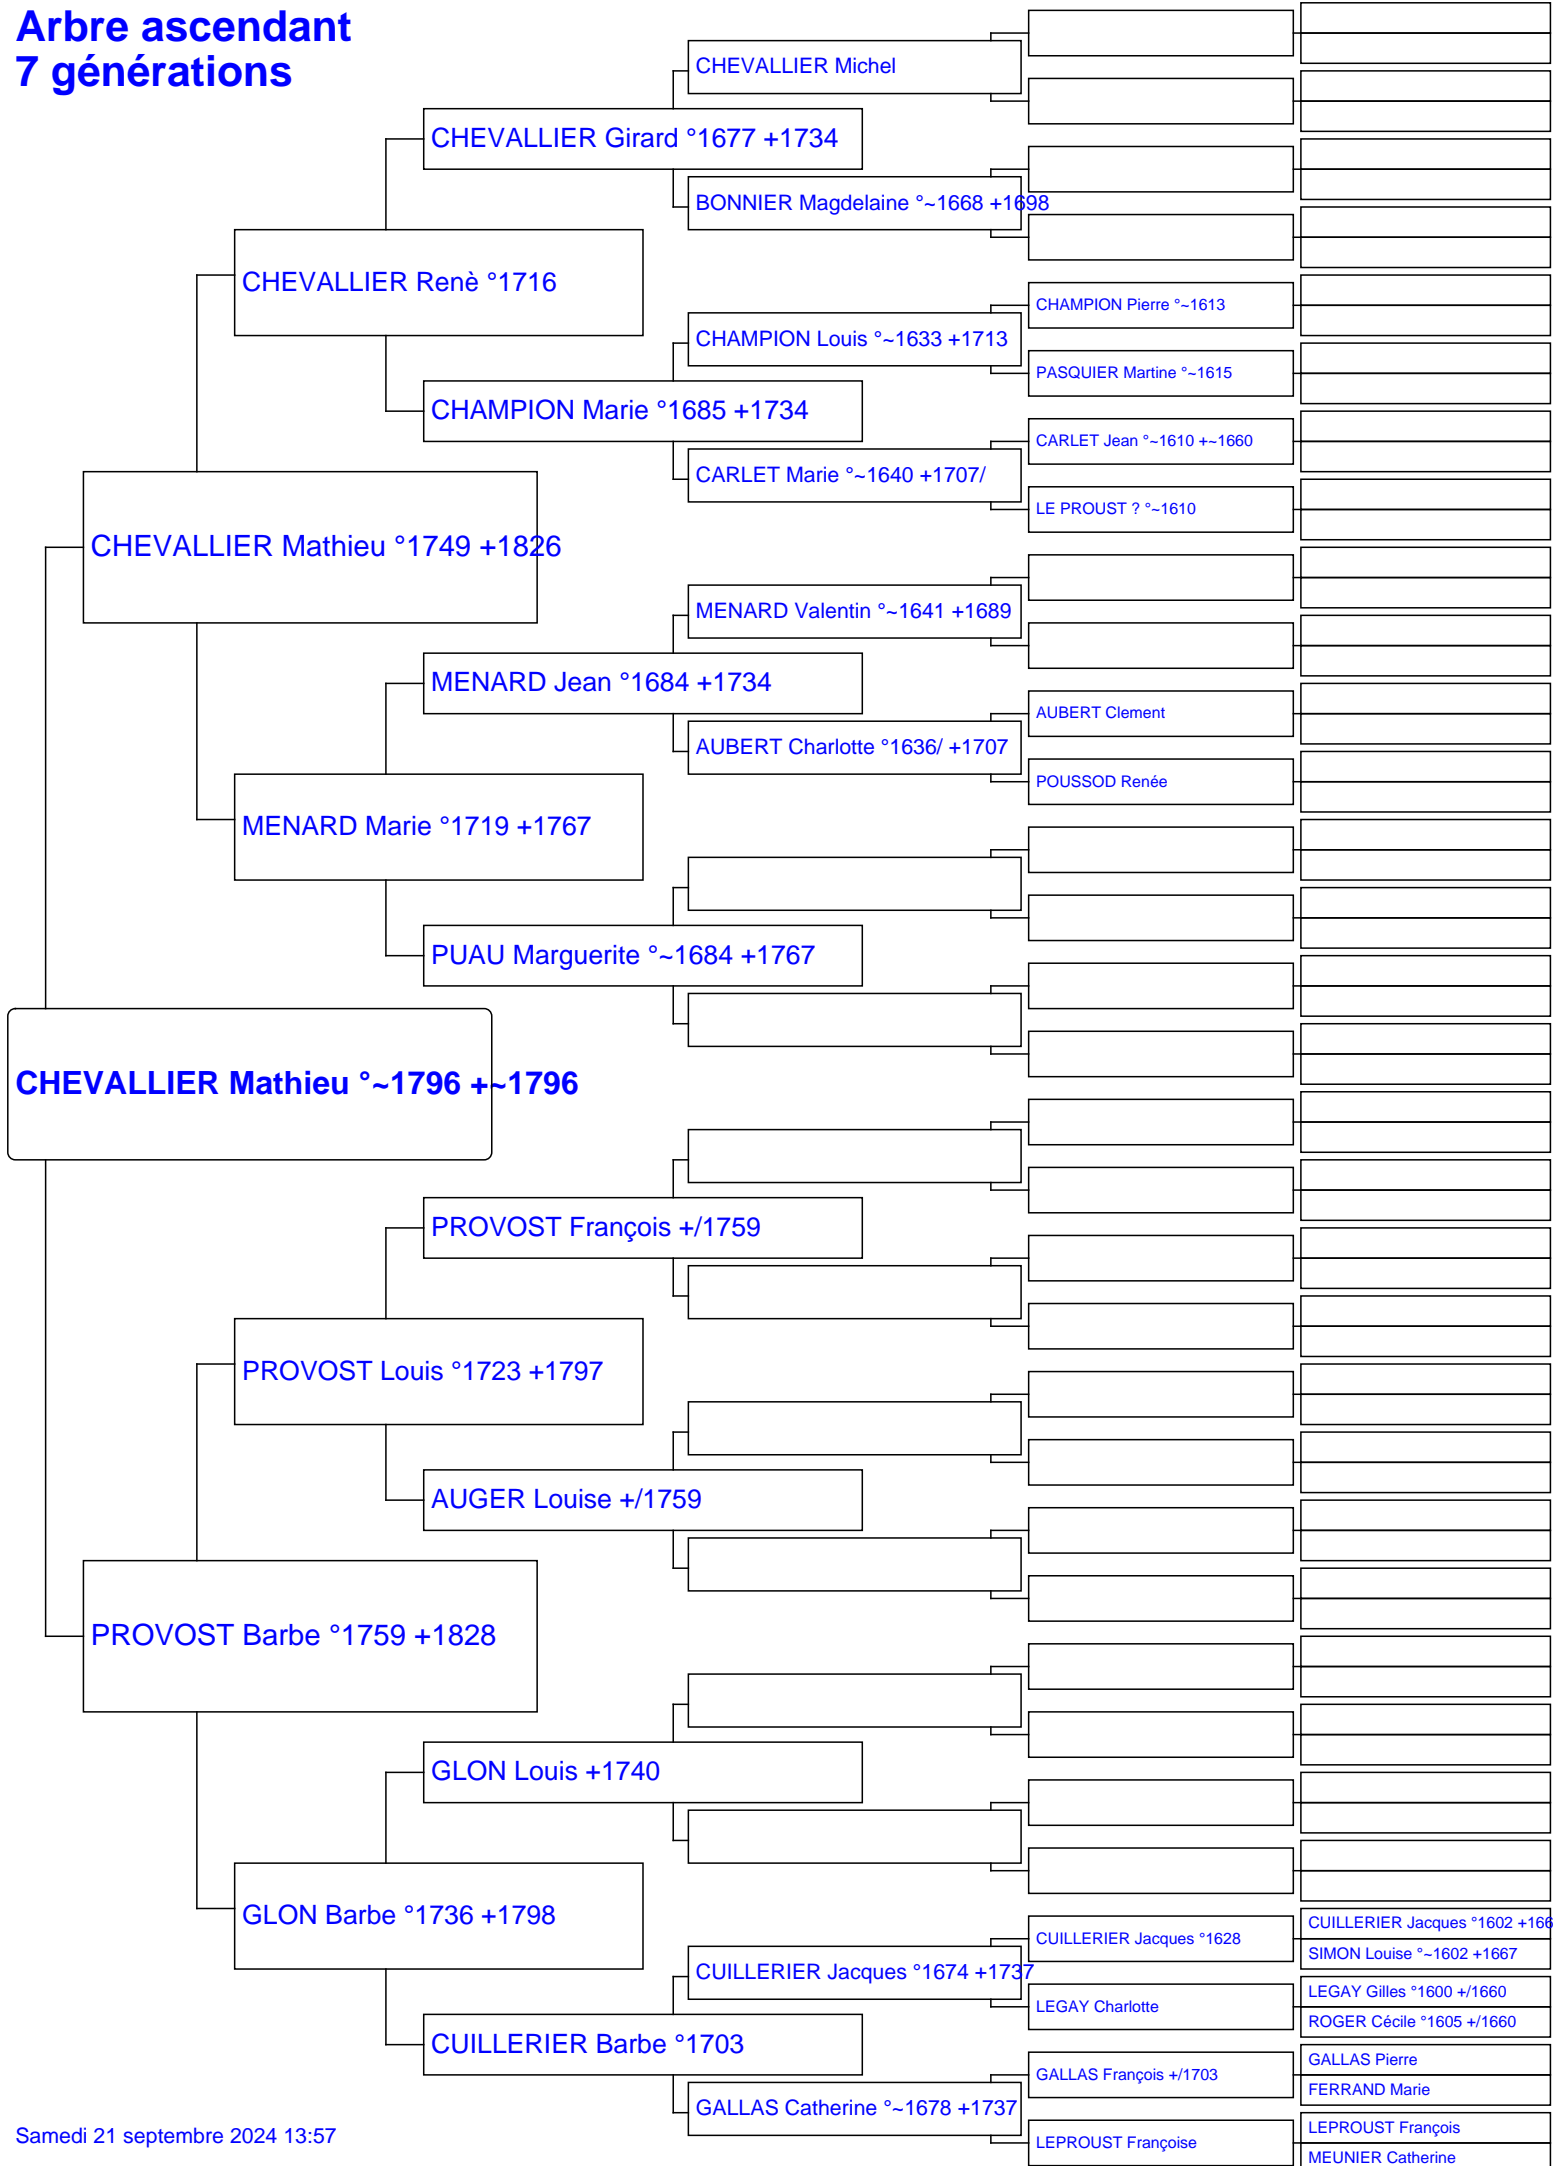 Arbre ascendant
7 générations
CHEVALLIER Michel
CHEVALLIER Girard °1677 +1734
BONNIER Magdelaine °~1668 +1698
CHEVALLIER Renè °1716
CHAMPION Pierre °~1613
CHAMPION Louis °~1633 +1713
PASQUIER Martine °~1615
CHAMPION Marie °1685 +1734
CARLET Jean °~1610 +~1660
CARLET Marie °~1640 +1707/
LE PROUST ? °~1610
CHEVALLIER Mathieu °1749 +1826
MENARD Valentin °~1641 +1689
MENARD Jean °1684 +1734
AUBERT Clement
AUBERT Charlotte °1636/ +1707
POUSSOD Renée
MENARD Marie °1719 +1767
PUAU Marguerite °~1684 +1767
CHEVALLIER Mathieu °~1796 +~1796
PROVOST François +/1759
PROVOST Louis °1723 +1797
AUGER Louise +/1759
PROVOST Barbe °1759 +1828
GLON Louis +1740
GLON Barbe °1736 +1798
CUILLERIER Jacques °1602 +166
CUILLERIER Jacques °1628
SIMON Louise °~1602 +1667
CUILLERIER Jacques °1674 +1737
LEGAY Gilles °1600 +/1660
LEGAY Charlotte
ROGER Cécile °1605 +/1660
CUILLERIER Barbe °1703
GALLAS Pierre
GALLAS François +/1703
FERRAND Marie
GALLAS Catherine °~1678 +1737
LEPROUST François
LEPROUST Françoise
MEUNIER Catherine
Samedi 21 septembre 2024 13:57